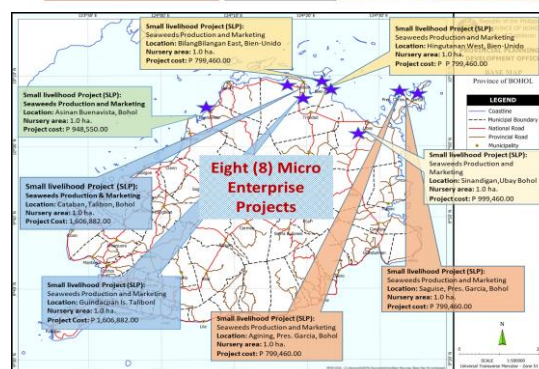 Small livelihood Project (SLP):
Seaweeds Production and Marketing
Location: BilangBilangan East, Bien-Unido
Nursery area: 1.0 ha.
Project cost: P 799,460.00
Small livelihood Project (SLP):
Seaweeds Production and Marketing
Location: Hingutanan West, Bien-Unido
Nursery area: 1.0 ha.
Project cost: P P 799,460.00
PROVINCIAL PLANNING
DEVELOPMENT OFFICE
BASE MAP
Province of BOHOL
LEGEND
Coastline
Municipal Boundary
National Road
Provincial Road
Municipality
Small livelihood Project (SLP):
Seaweeds Production and Marketing
Location: Asinan Buenavista, Bohol
Nursery area: 1.0 ha.
Project cost: P 948,550.00
Eight (8) Micro
Enterprise
Projects
Small livelihood Project (SLP):
Seaweeds Production and
Marketing
Location: Sinandigan, Ubay Bohol
Nursery area: 1.0 ha.
Project cost: P 999,460.00
Small livelihood Project (SLP):
Seaweeds Production & Marketing
Location: Cataban, Talibon, Bohol
Nursery area: 1.0 ha.
Project Cost: 1,606,882.00
Small livelihood Project (SLP):
Seaweeds Production and Marketing
Location: Guindacpan Is. Talibonl
Nursery area: 1.0 ha.
Project cost: P 1,606,882.00
Small livelihood Project (SLP):
Seaweeds Production and Marketing
Location: Saguise, Pres. Garcia, Bohol
Nursery area: 1.0 ha.
Project cost: P 799,460.00
Small livelihood Project (SLP):
Seaweeds Production and Marketing
Nursery area: 1.0 ha.
Location: Agining, Pres. Garcia, Bohol
Project cost: P 799,460.00
N
SCALE